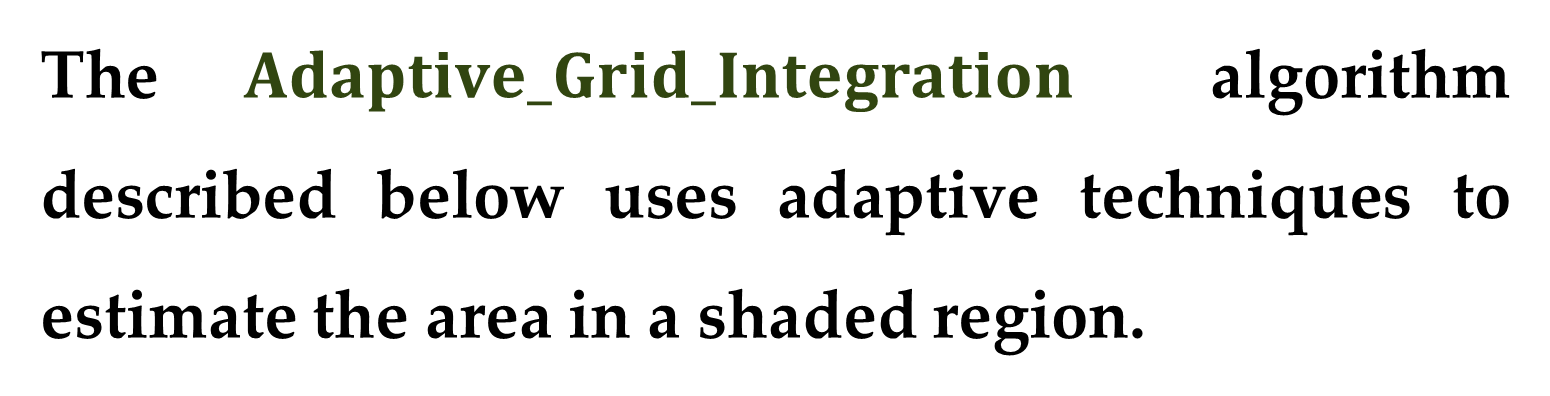 The Adaptive_Grid_Integration algorithm
described below uses adaptive techniques to
estimate the area in a shaded region.